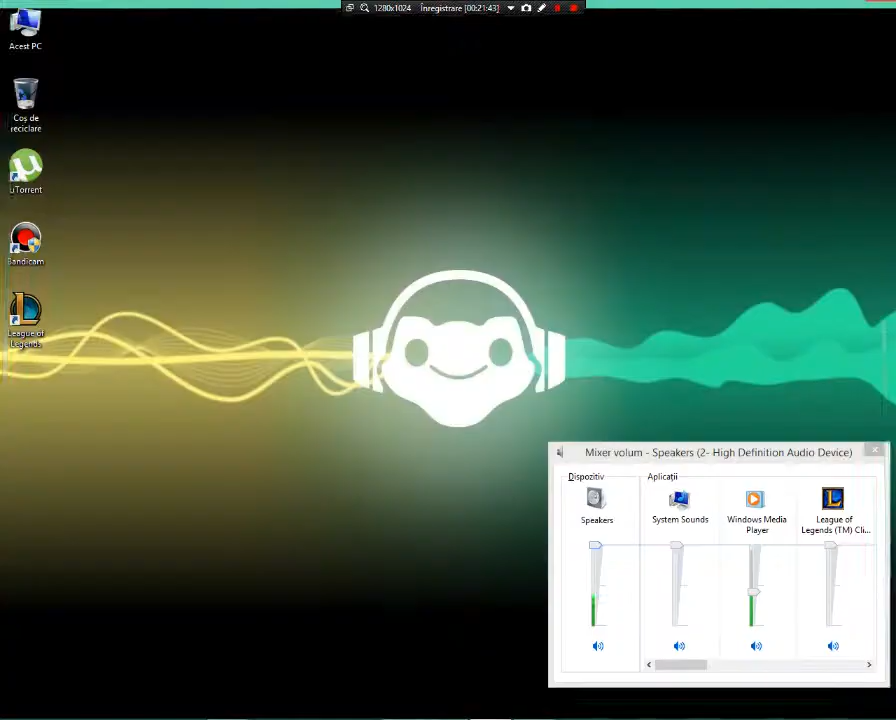 1280x1024 Înregistrare [00:21:43]
Acest PC
Coș de
reciclare
uTorrent
Bandicam
League of
Legends
Mixer volum - Speakers (2- High Definition Audio Device)
Dispozitiv
Aplicații
Speakers
System Sounds
Windows Media
Player
League of
Legends (TM) Cli...